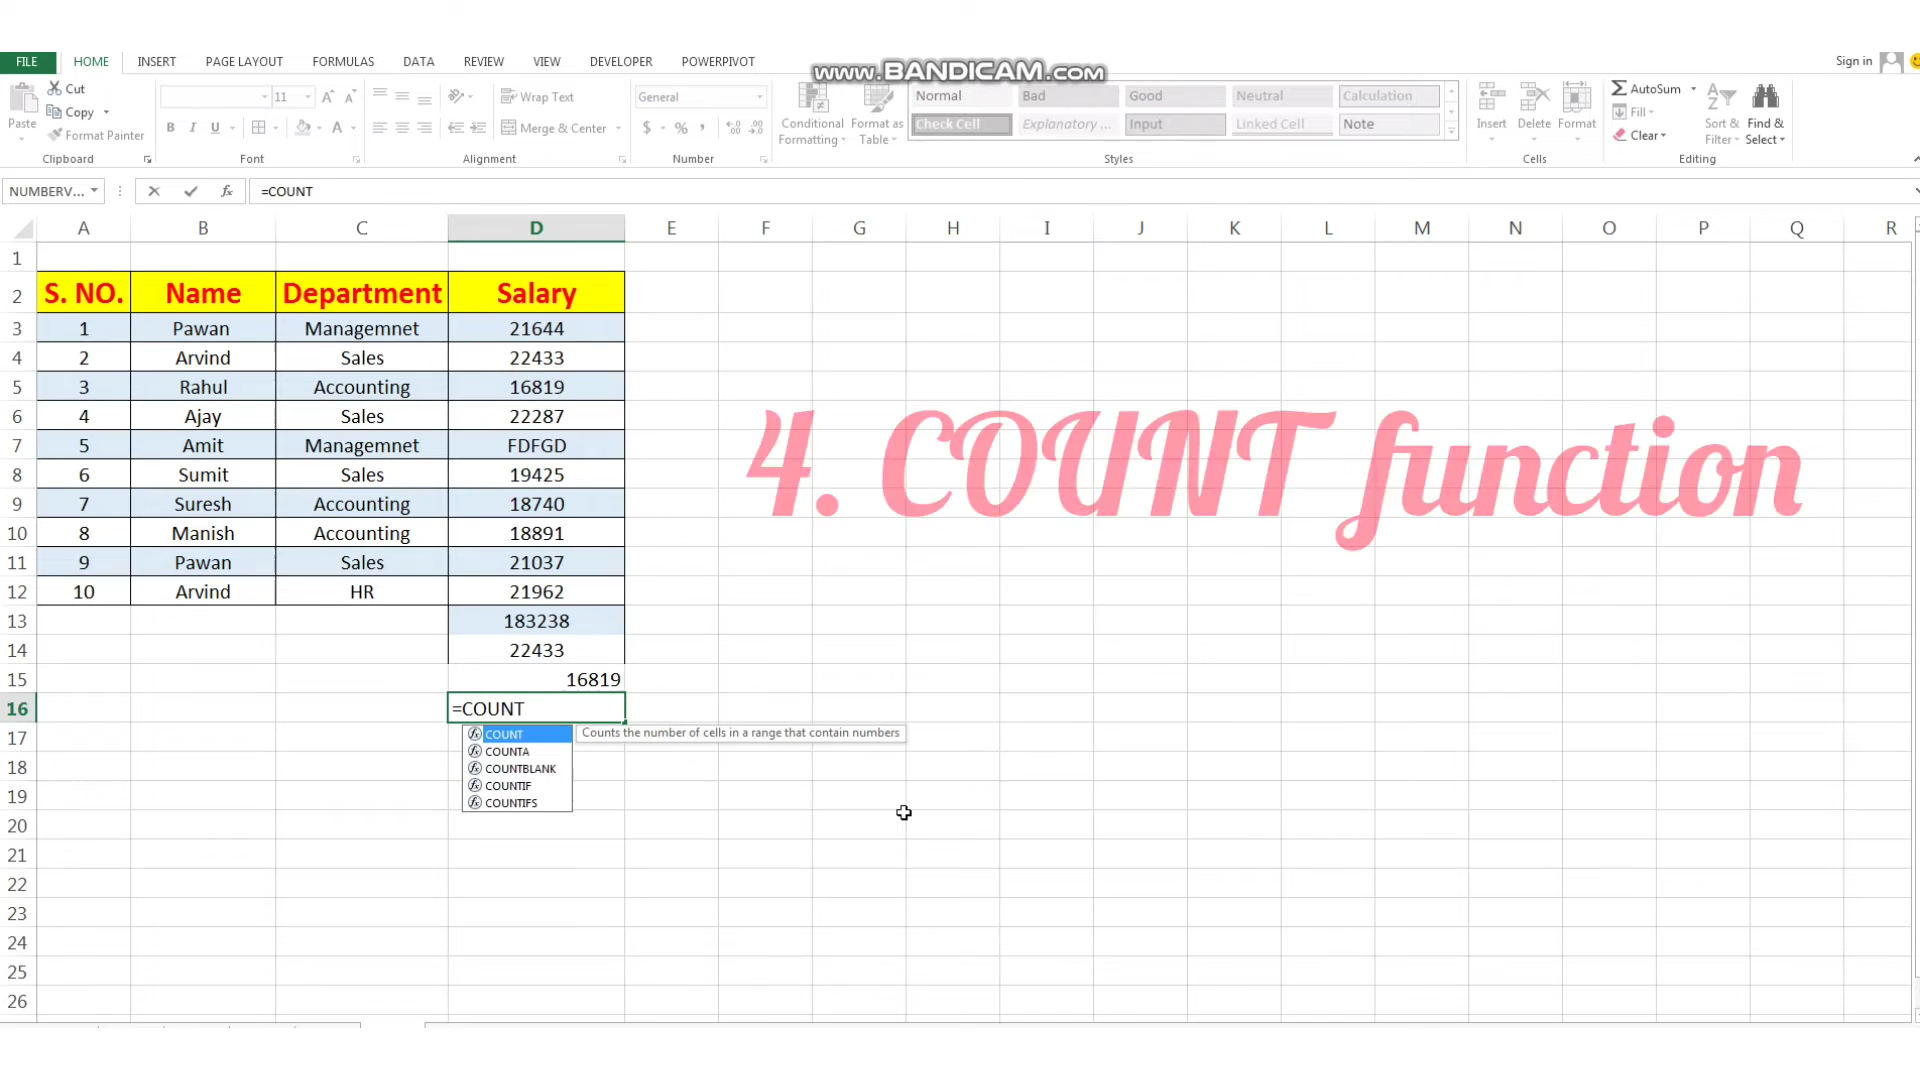 www.BANDICAM.com
FILE HOME INSERT PAGE LAYOUT FORMULAS DATA REVIEW VIEW DEVELOPER POWERPIVOT Sign in
Paste Cut Copy Format Painter Clipboard
11 B I U A A A Font
Wrap Text Merge & Center Alignment
General $ % , Number
Conditional Formatting Format as Table
Normal Bad Good Neutral Calculation
Check Cell Explanatory ... Input Linked Cell Note
Styles
Insert Delete Format Cells
AutoSum Fill Clear Sort & Filter Find & Select Editing
NUMBERV... fx =COUNT
A B C D E F G H I J K L M N O P Q R
1
2 S. NO. Name Department Salary
3 1 Pawan Managemnet 21644
4 2 Arvind Sales 22433
5 3 Rahul Accounting 16819
6 4 Ajay Sales 22287
7 5 Amit Managemnet FDFGD
8 6 Sumit Sales 19425
9 7 Suresh Accounting 18740
10 8 Manish Accounting 18891
11 9 Pawan Sales 21037
12 10 Arvind HR 21962
13 183238
14 22433
15 16819
16 =COUNT
17
18
19
20
21
22
23
24
25
26
COUNT Counts the number of cells in a range that contain numbers
COUNTA
COUNTBLANK
COUNTIF
COUNTIFS
4. COUNT function